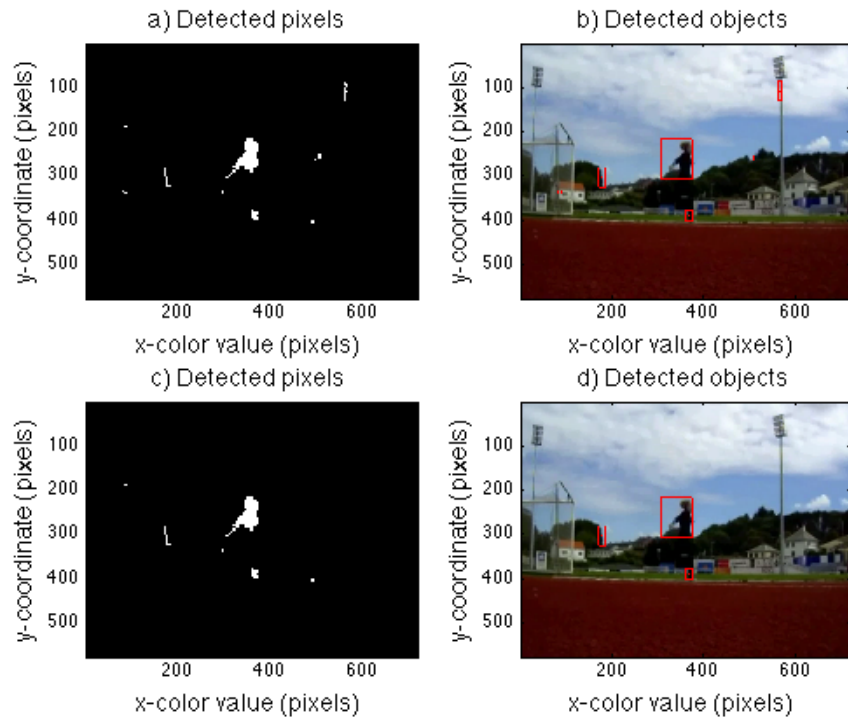 a) Detected pixels
b) Detected objects
y-coordinate (pixels)
100
200
300
400
500
200
400
600
x-color value (pixels)
y-coordinate (pixels)
100
200
300
400
500
200
400
600
x-color value (pixels)
c) Detected pixels
d) Detected objects
y-coordinate (pixels)
100
200
300
400
500
200
400
600
x-color value (pixels)
y-coordinate (pixels)
100
200
300
400
500
200
400
600
x-color value (pixels)